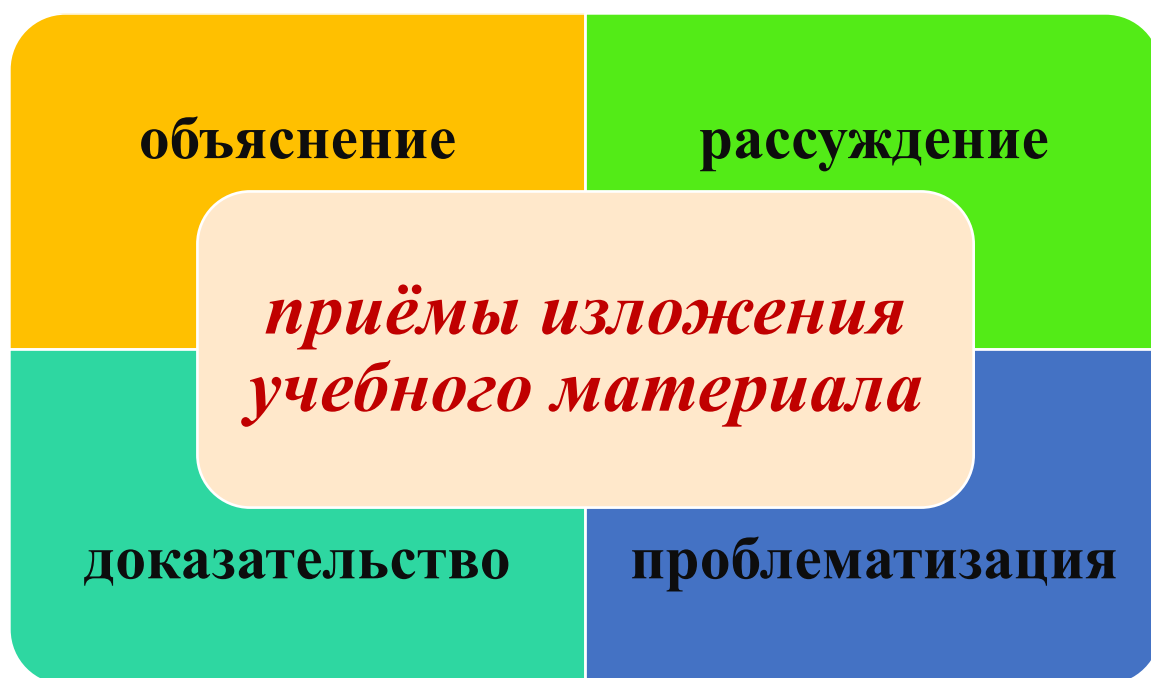 объяснение
рассуждение
приёмы изложения
учебного материала
доказательство
проблематизация